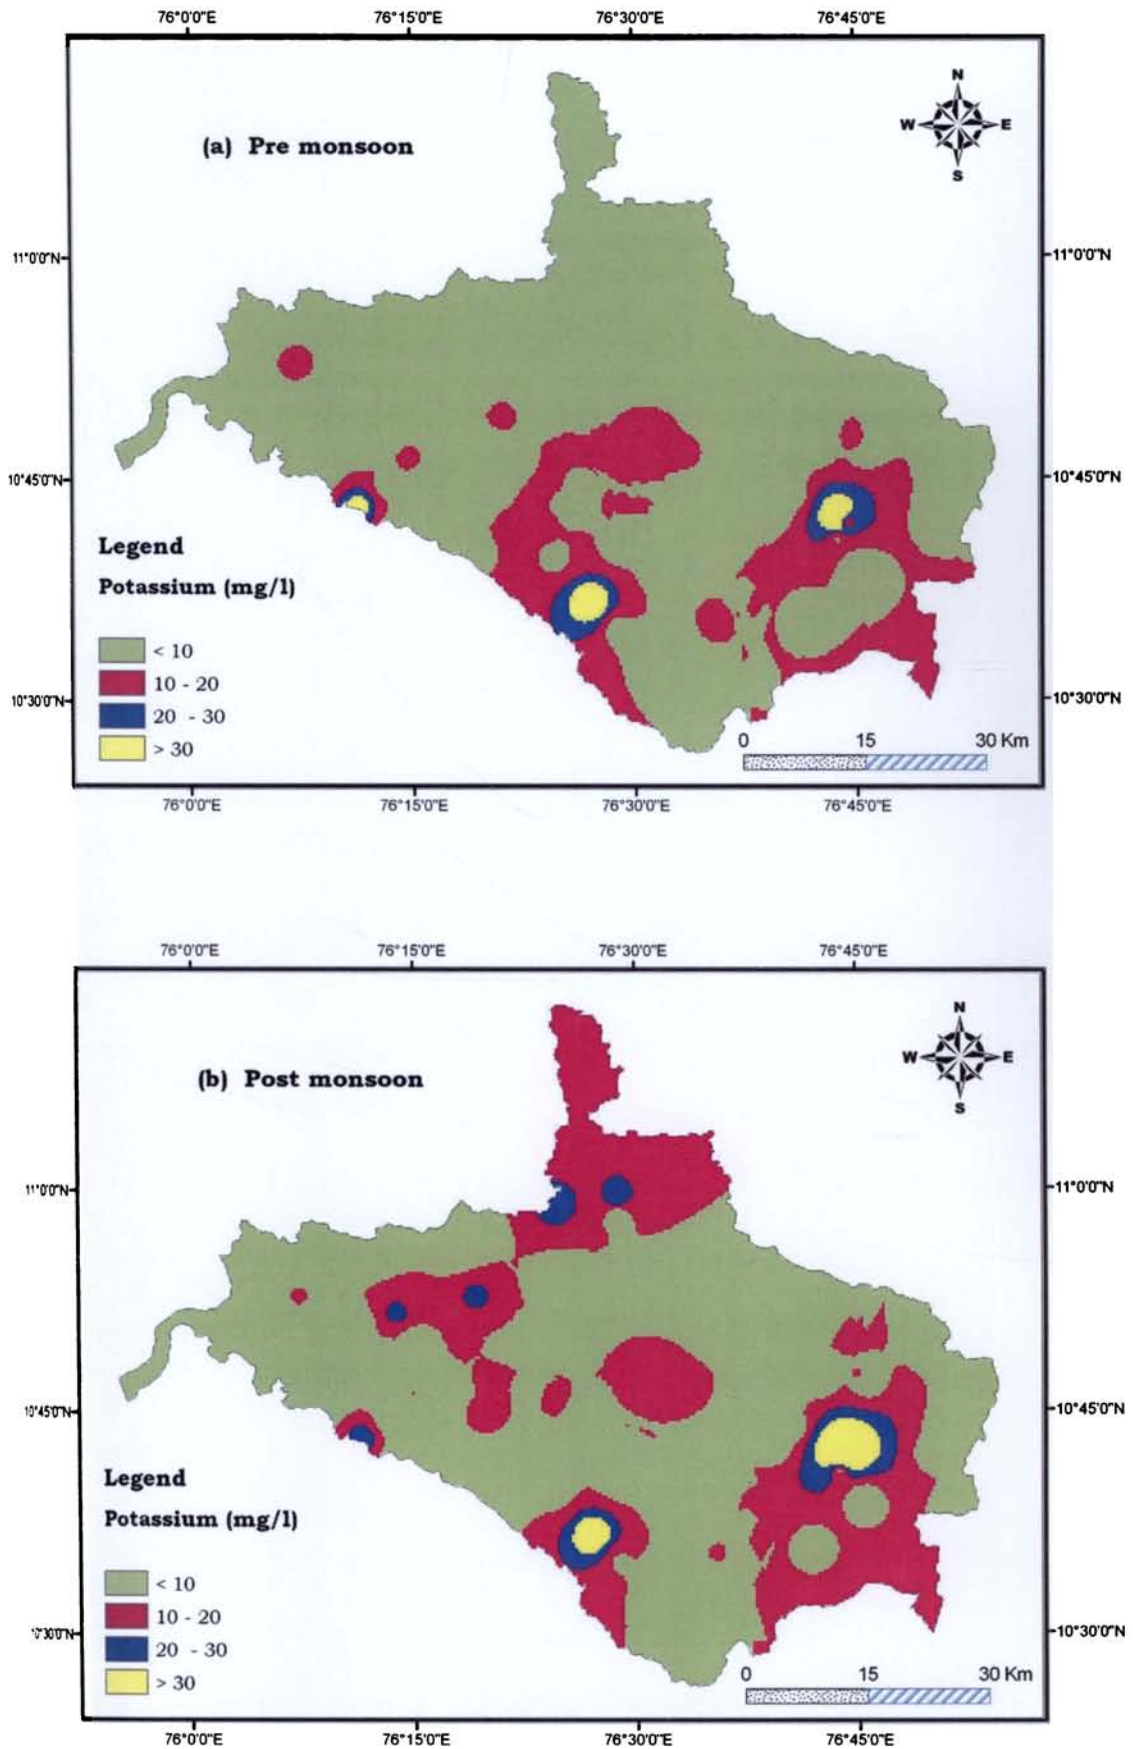 76°0'0"E 76°15'0"E 76°30'0"E 76°45'0"E
(a) Pre monsoon
N
W E
S
11°0'0"N 11°0'0"N
10°45'0"N 10°45'0"N
Legend
Potassium (mg/l)
< 10
10 - 20
20 - 30
> 30
10°30'0"N 10°30'0"N
0 15 30 Km
76°0'0"E 76°15'0"E 76°30'0"E 76°45'0"E
76°0'0"E 76°15'0"E 76°30'0"E 76°45'0"E
(b) Post monsoon
N
W E
S
11°0'0"N 11°0'0"N
10°45'0"N 10°45'0"N
Legend
Potassium (mg/l)
< 10
10 - 20
20 - 30
> 30
10°30'0"N 10°30'0"N
0 15 30 Km
76°0'0"E 76°15'0"E 76°30'0"E 76°45'0"E